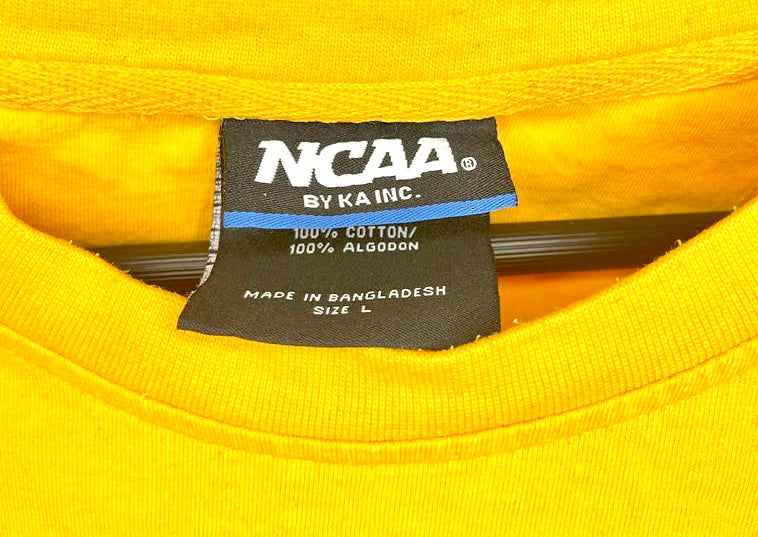 NCAA®
BY KA INC.
100% COTTON/
100% ALGODON
MADE IN BANGLADESH
SIZE L